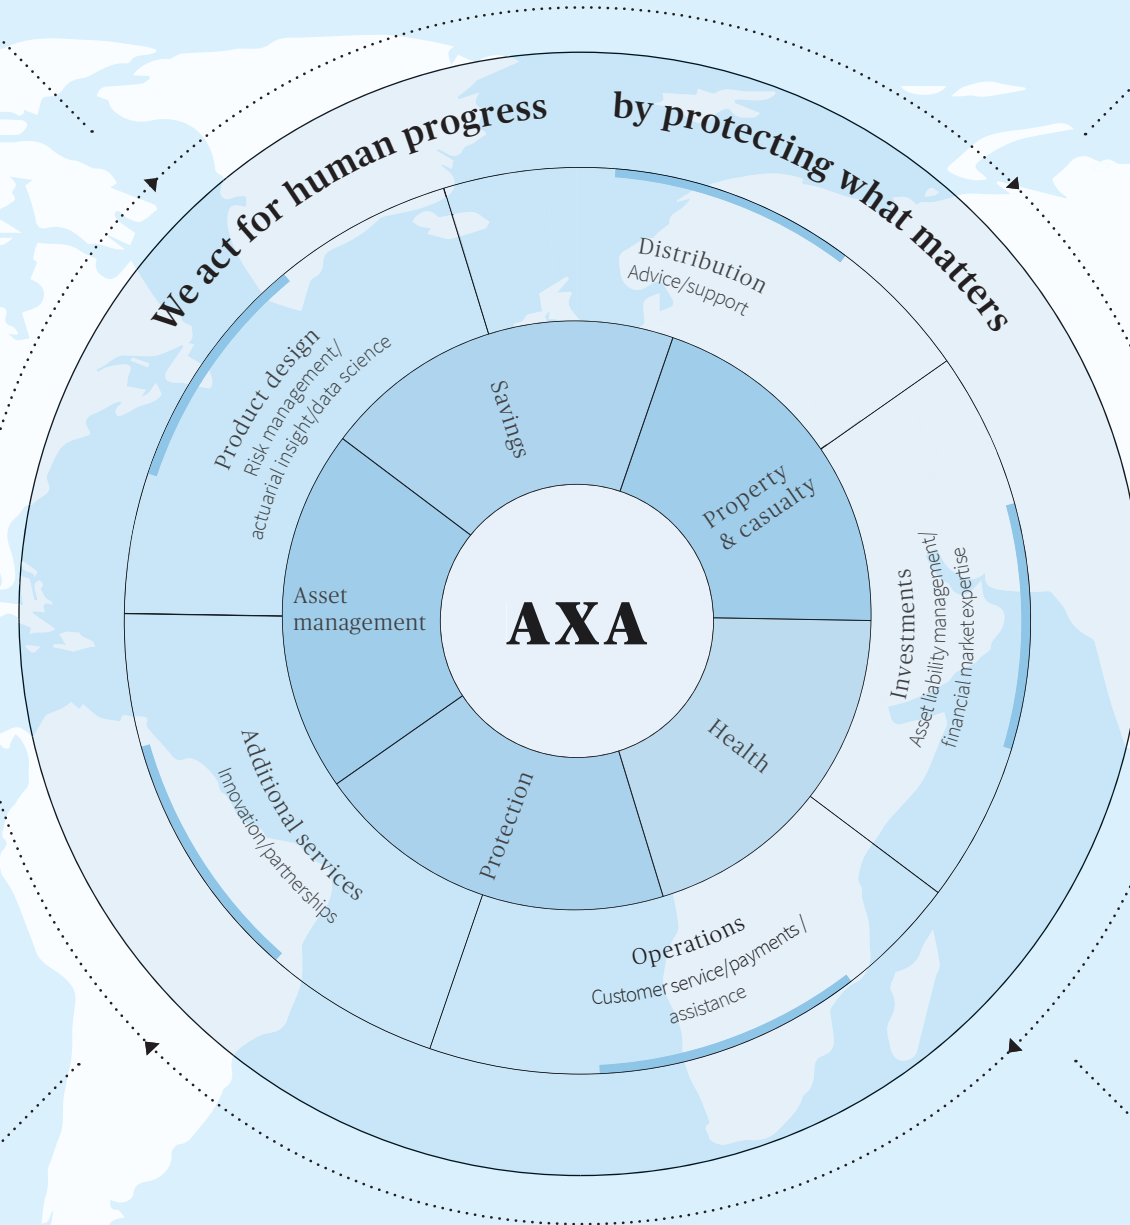 We act for human progress
by protecting what matters
Distribution
Advice/support
Product design
Risk management/
actuarial insight/data science
Savings
Property
& casualty
Investments
Asset liability management/
financial market expertise
Asset
management
AXA
Health
Protection
Additional services
Innovation/partnerships
Operations
Customer service/payments /
assistance